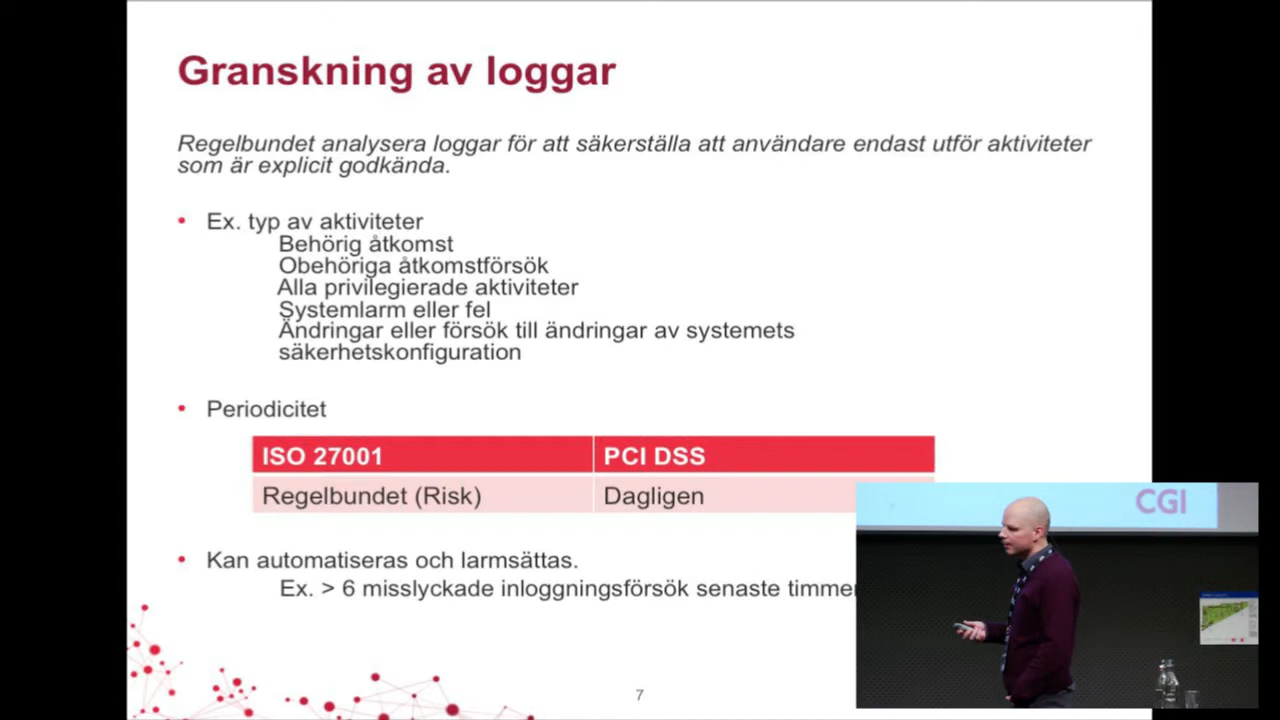 Granskning av loggar
Regelbundet analysera loggar för att säkerställa att användare endast utför aktiviteter
som är explicit godkända.
• Ex. typ av aktiviteter
Behörig åtkomst
Obehöriga åtkomstförsök
Alla privilegierade aktiviteter
Systemlarm eller fel
Ändringar eller försök till ändringar av systemets
säkerhetskonfiguration
• Periodicitet
ISO 27001 PCI DSS
Regelbundet (Risk) Dagligen
CGI
• Kan automatiseras och larmsättas.
Ex. > 6 misslyckade inloggningsförsök senaste
7